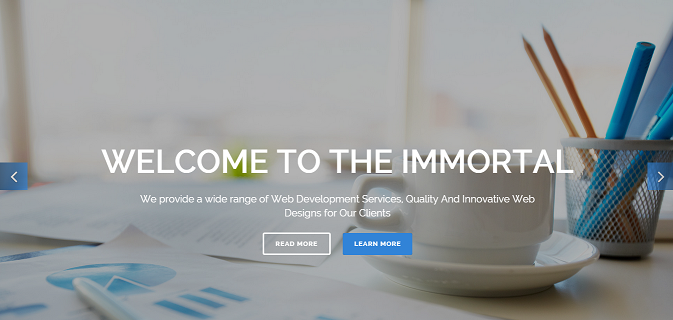 WELCOME TO THE IMMORTAL
We provide a wide range of Web Development Services, Quality And Innovative Web
Designs for Our Clients
READ MORE LEARN MORE